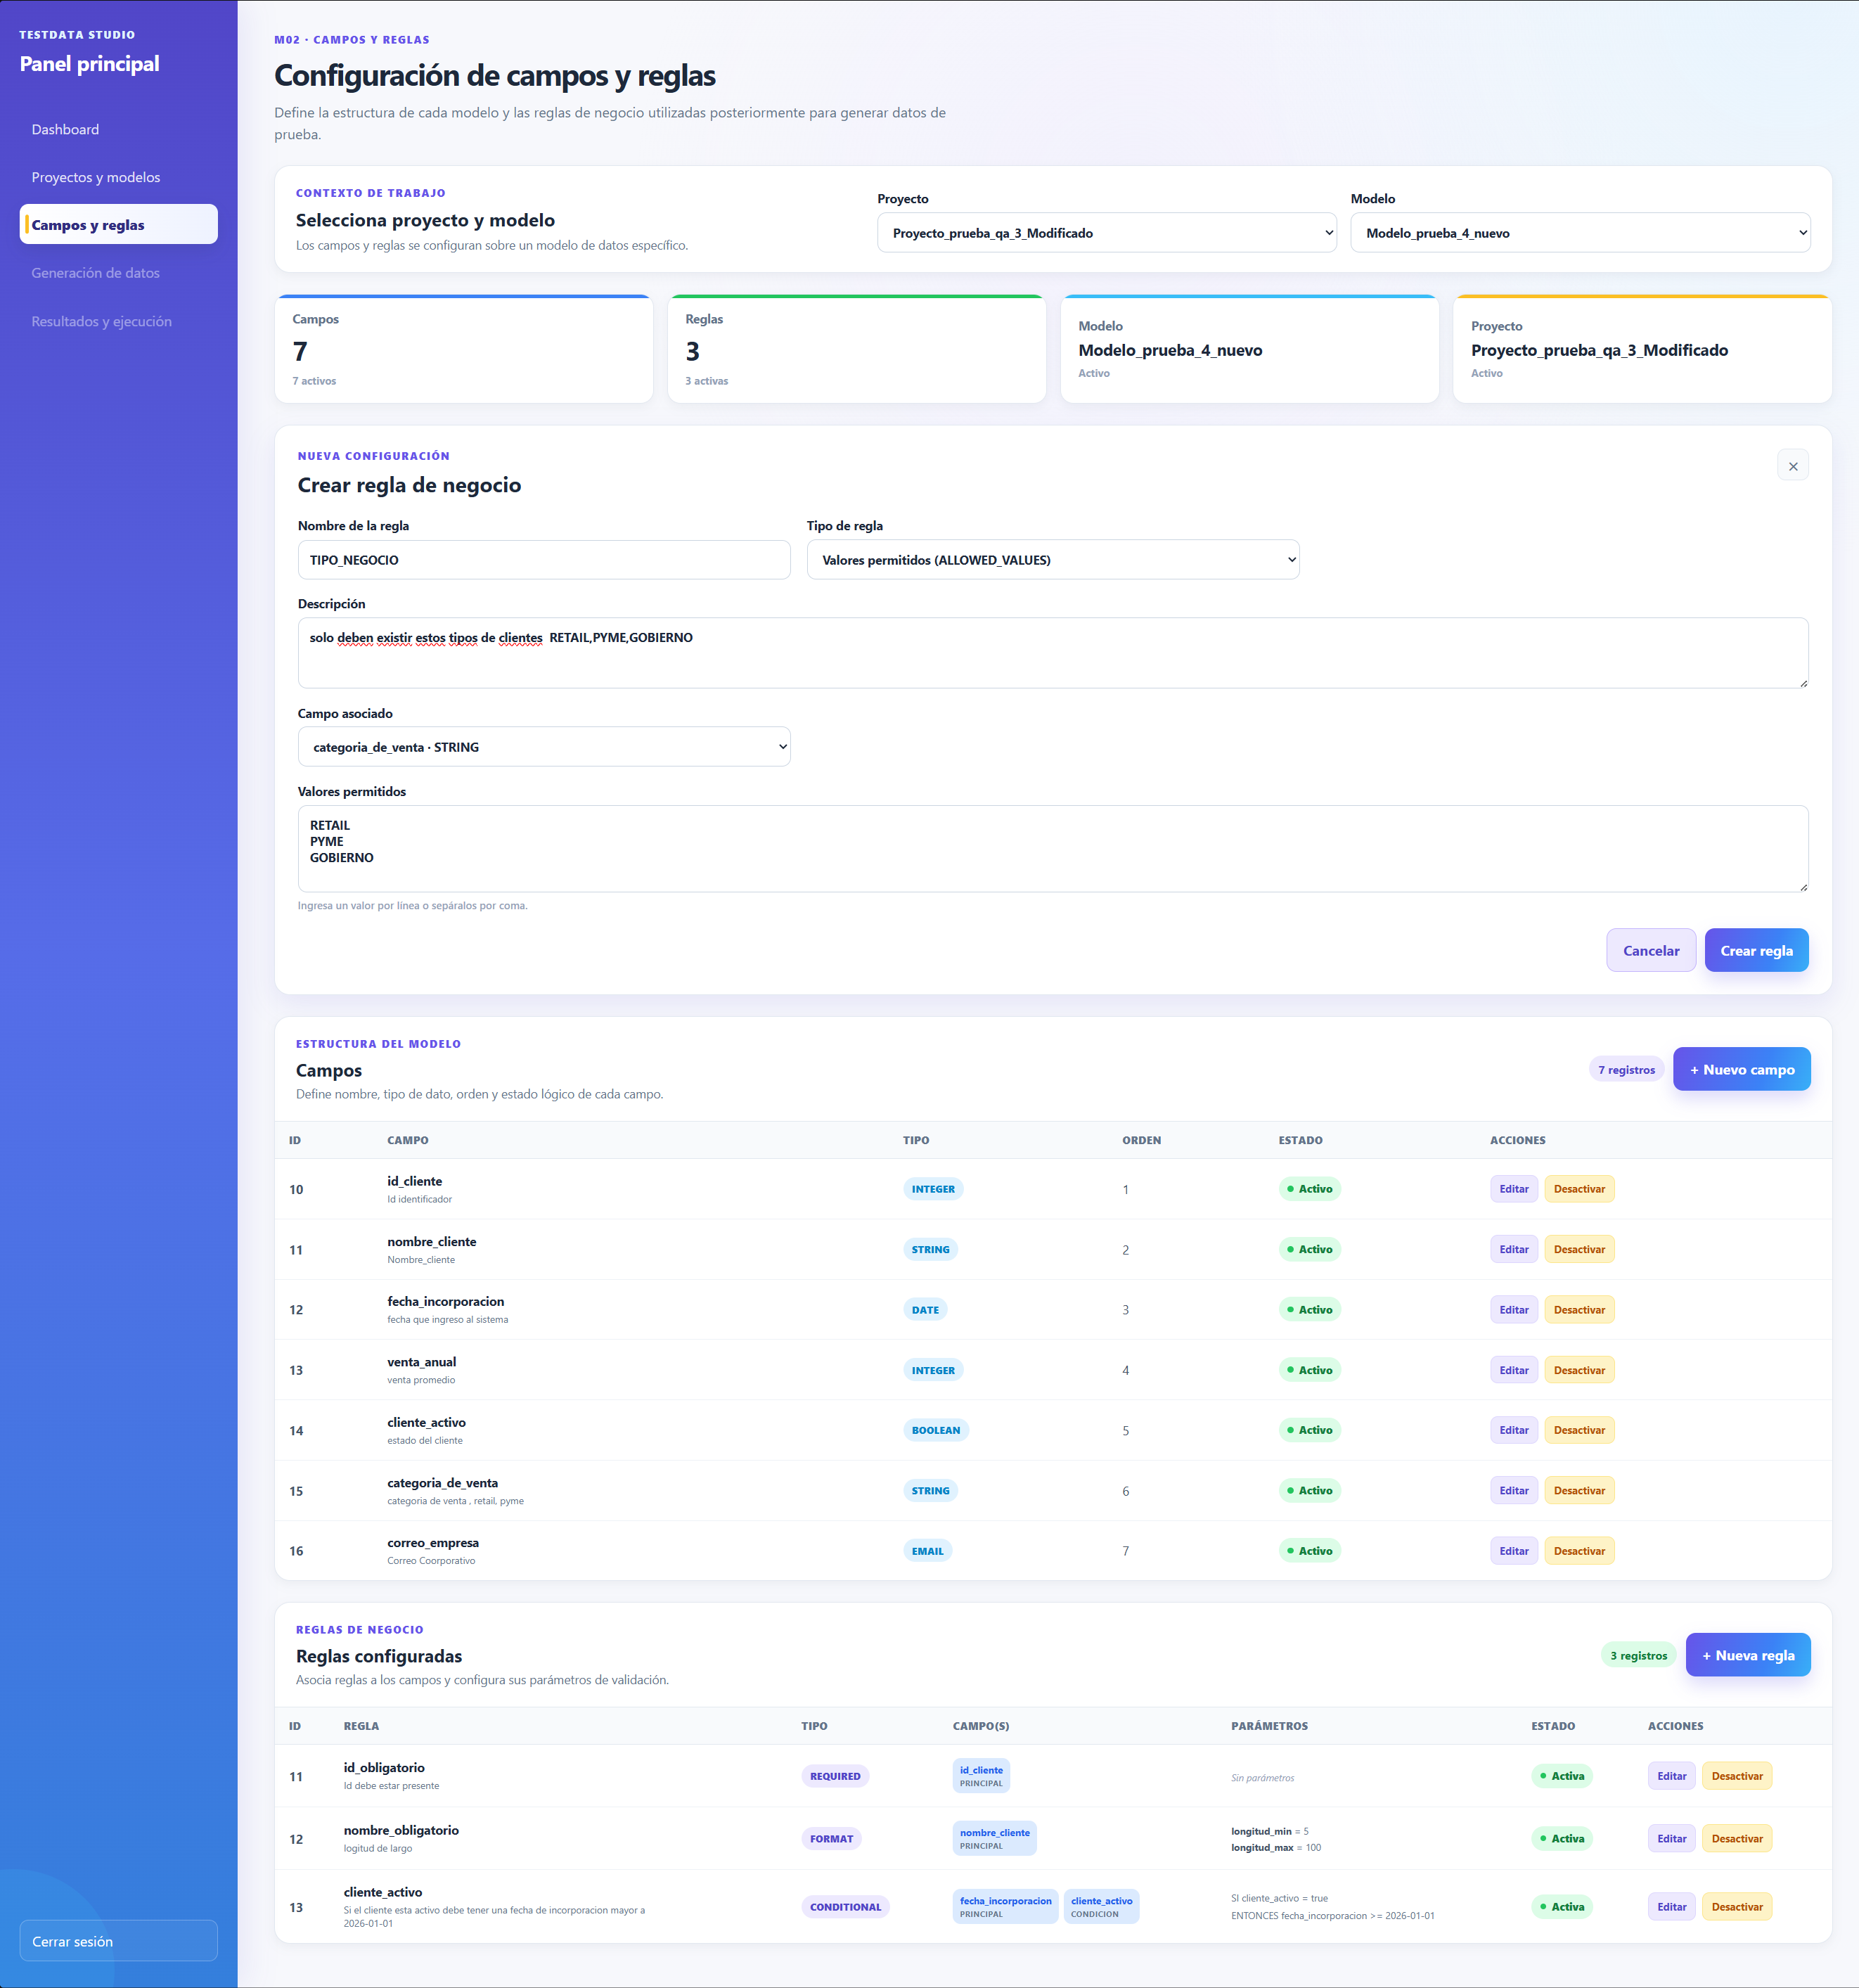 TESTDATA STUDIO
Panel principal
Dashboard
Proyectos y modelos
Campos y reglas
Generación de datos
Resultados y ejecución
Cerrar sesión
M02 · CAMPOS Y REGLAS
Configuración de campos y reglas
Define la estructura de cada modelo y las reglas de negocio utilizadas posteriormente para generar datos de
prueba.
CONTEXTO DE TRABAJO
Selecciona proyecto y modelo
Los campos y reglas se configuran sobre un modelo de datos específico.
Proyecto
Proyecto_prueba_qa_3_Modificado
Modelo
Modelo_prueba_4_nuevo
Campos
7
7 activos
Reglas
3
3 activas
Modelo
Modelo_prueba_4_nuevo
Activo
Proyecto
Proyecto_prueba_qa_3_Modificado
Activo
NUEVA CONFIGURACIÓN
Crear regla de negocio
×
Nombre de la regla
TIPO_NEGOCIO
Tipo de regla
Valores permitidos (ALLOWED_VALUES)
Descripción
solo deben existir estos tipos de clientes  RETAIL,PYME,GOBIERNO
Campo asociado
categoria_de_venta · STRING
Valores permitidos
RETAIL
PYME
GOBIERNO
Ingresa un valor por línea o sepáralos por coma.
Cancelar
Crear regla
ESTRUCTURA DEL MODELO
Campos
Define nombre, tipo de dato, orden y estado lógico de cada campo.
7 registros
+ Nuevo campo
ID CAMPO TIPO ORDEN ESTADO ACCIONES
10 id_cliente INTEGER 1 Activo Editar Desactivar
Id identificador
11 nombre_cliente STRING 2 Activo Editar Desactivar
Nombre_cliente
12 fecha_incorporacion DATE 3 Activo Editar Desactivar
fecha que ingreso al sistema
13 venta_anual INTEGER 4 Activo Editar Desactivar
venta promedio
14 cliente_activo BOOLEAN 5 Activo Editar Desactivar
estado del cliente
15 categoria_de_venta STRING 6 Activo Editar Desactivar
categoria de venta , retail, pyme
16 correo_empresa EMAIL 7 Activo Editar Desactivar
Correo Coorporativo
REGLAS DE NEGOCIO
Reglas configuradas
Asocia reglas a los campos y configura sus parámetros de validación.
3 registros
+ Nueva regla
ID REGLA TIPO CAMPO(S) PARÁMETROS ESTADO ACCIONES
11 id_obligatorio REQUIRED id_cliente Sin parámetros Activa Editar Desactivar
Id debe estar presente PRINCIPAL
12 nombre_obligatorio FORMAT nombre_cliente longitud_min = 5 Activa Editar Desactivar
logitud de largo PRINCIPAL longitud_max = 100
13 cliente_activo CONDITIONAL fecha_incorporacion cliente_activo SI cliente_activo = true Activa Editar Desactivar
Si el cliente esta activo debe tener una fecha de incorporacion mayor a PRINCIPAL CONDICION ENTONCES fecha_incorporacion >= 2026-01-01
2026-01-01